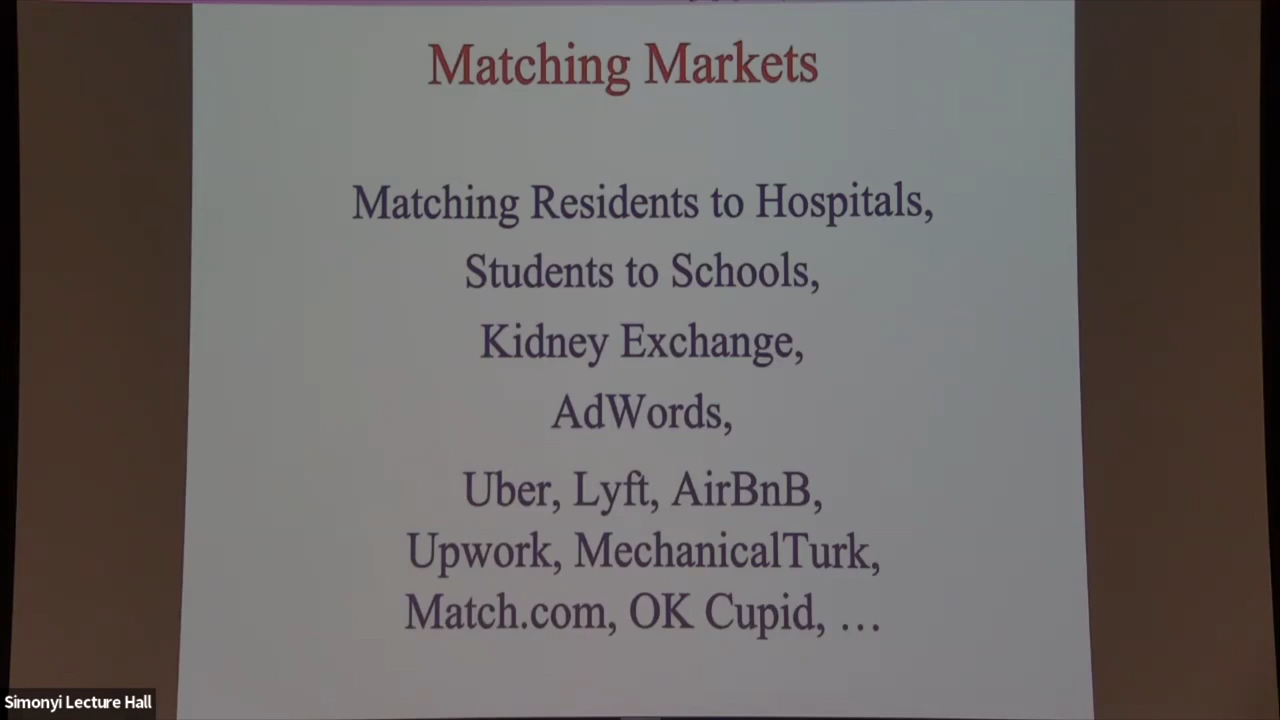 Matching Markets
Matching Residents to Hospitals,
Students to Schools,
Kidney Exchange,
AdWords,
Uber, Lyft, AirBnB,
Upwork, MechanicalTurk,
Match.com, OK Cupid, …
Simonyi Lecture Hall